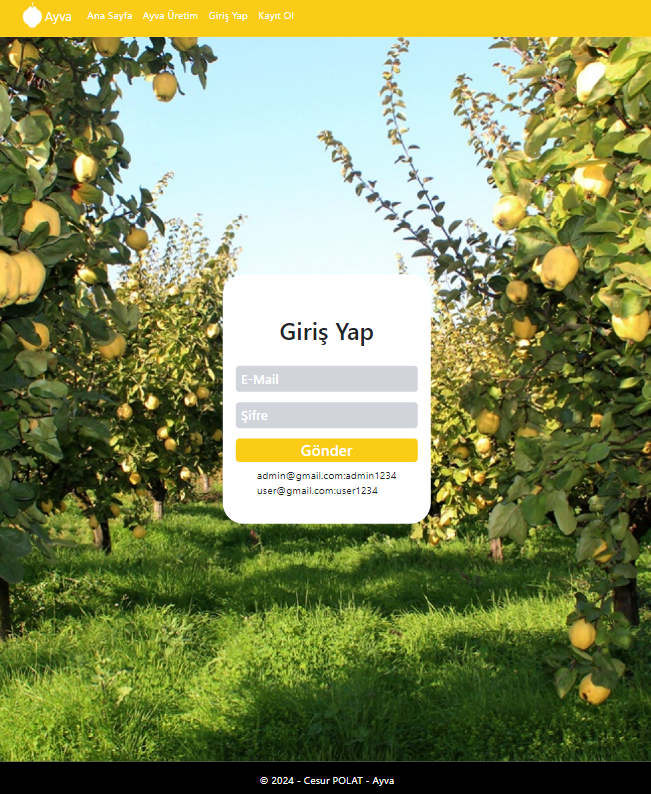 Ayva Ana Sayfa Ayva Üretim Giriş Yap Kayıt Ol
Giriş Yap
E-Mail
Şifre
Gönder
admin@gmail.com:admin1234
user@gmail.com:user1234
© 2024 - Cesur POLAT - Ayva